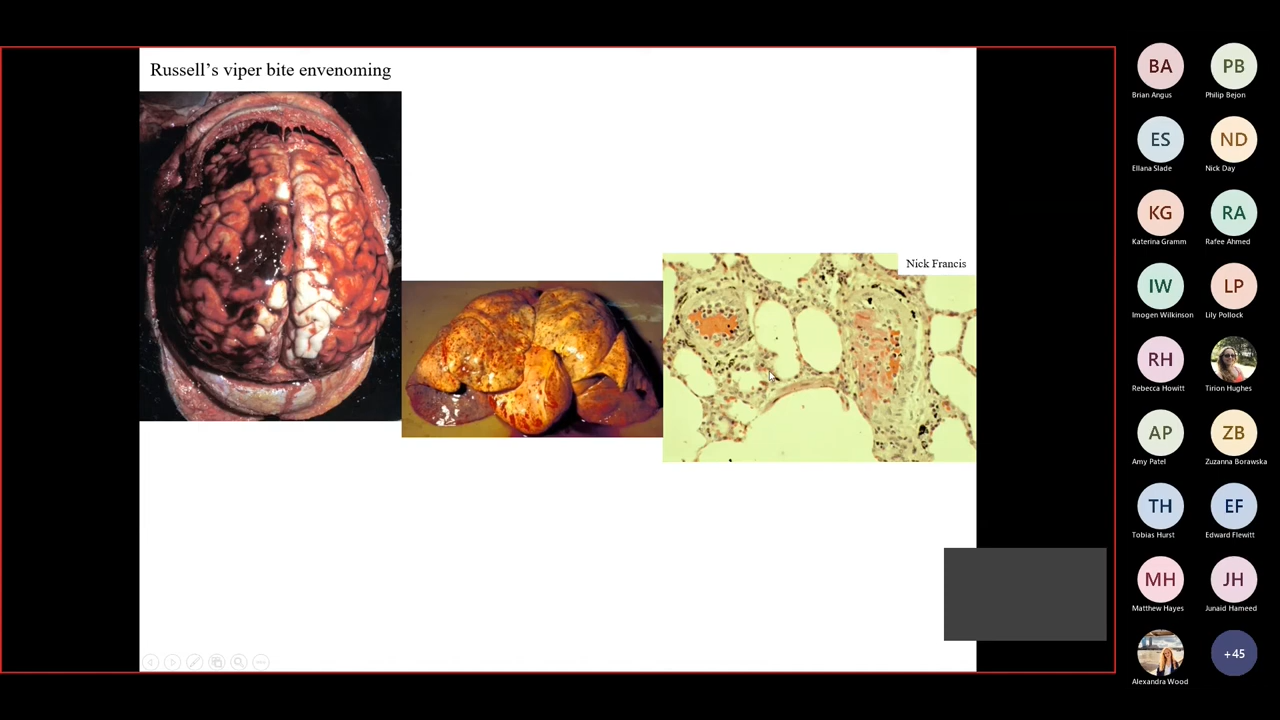 Russell's viper bite envenoming
Nick Francis
BA
PB
Brian Angus
Philip Bejon
ES
ND
Ellana Slade
Nick Day
KG
RA
Katerina Gramm
Rafee Ahmed
IW
LP
Imogen Wilkinson
Lily Pollock
RH
Rebecca Howitt
Tirion Hughes
AP
ZB
Amy Patel
Zuzanna Borawska
TH
EF
Tobias Hurst
Edward Flewitt
MH
JH
Matthew Hayes
Junaid Hameed
+45
Alexandra Wood